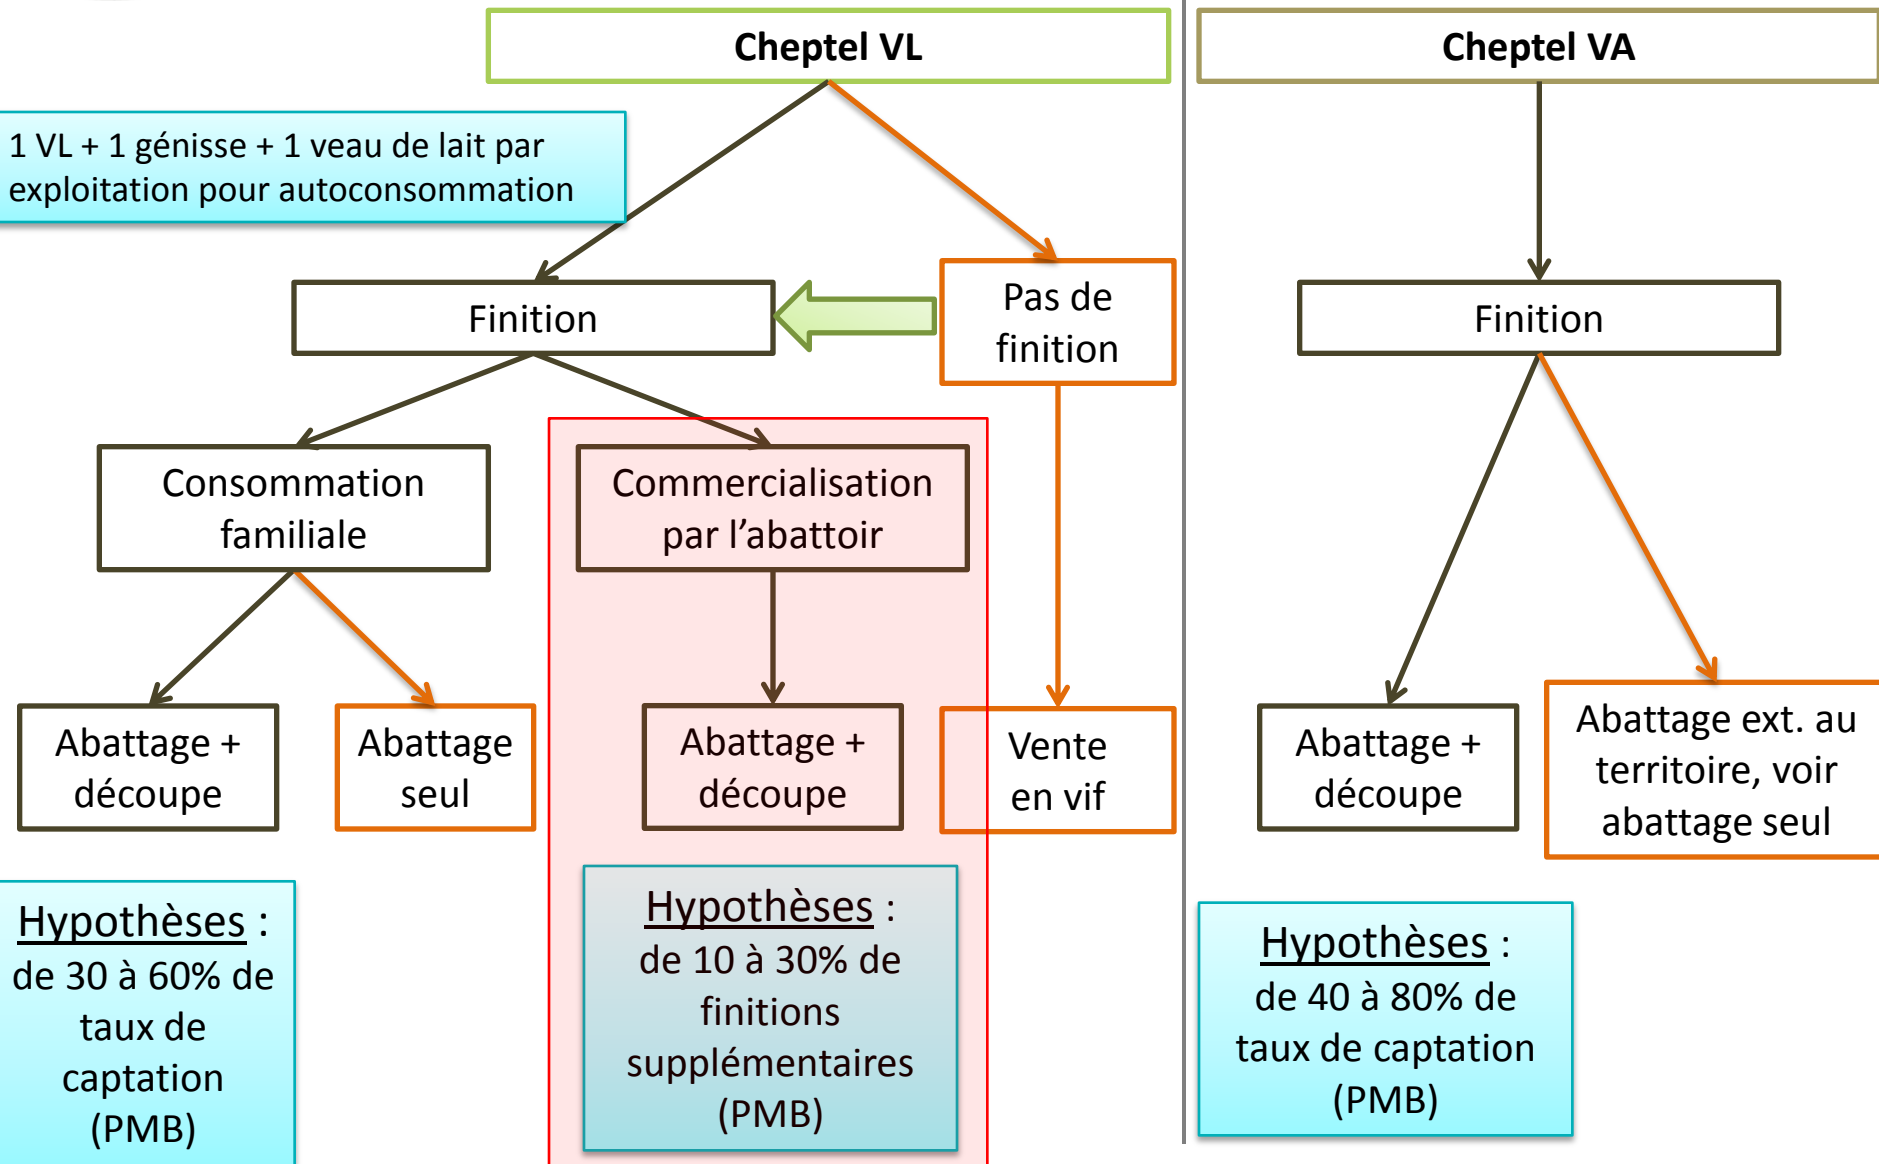 Cheptel VL
Cheptel VA
1 VL + 1 génisse + 1 veau de lait par
exploitation pour autoconsommation
Finition
Pas de
finition
Finition
Consommation
familiale
Commercialisation
par l’abattoir
Abattage +
découpe
Abattage
seul
Abattage +
découpe
Vente
en vif
Abattage +
découpe
Abattage ext. au
territoire, voir
abattage seul
Hypothèses :
de 30 à 60% de
taux de
captation
(PMB)
Hypothèses :
de 10 à 30% de
finitions
supplémentaires
(PMB)
Hypothèses :
de 40 à 80% de
taux de captation
(PMB)